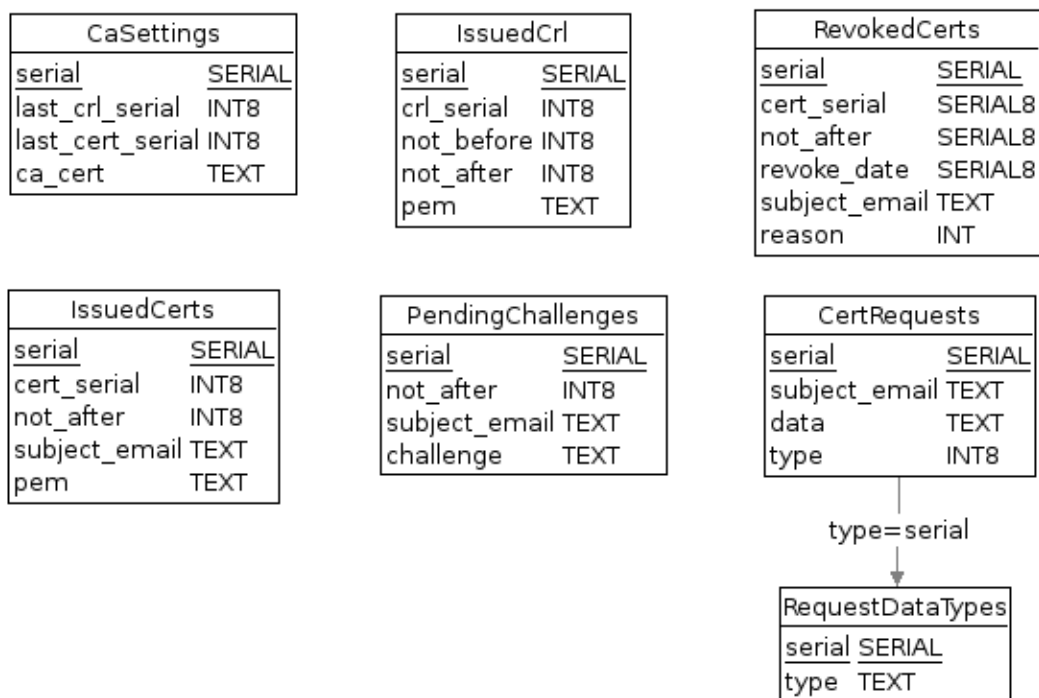 CaSettings
serial SERIAL
last_crl_serial INT8
last_cert_serial INT8
ca_cert TEXT
IssuedCrl
serial SERIAL
crl_serial INT8
not_before INT8
not_after INT8
pem TEXT
RevokedCerts
serial SERIAL
cert_serial SERIAL8
not_after SERIAL8
revoke_date SERIAL8
subject_email TEXT
reason INT
IssuedCerts
serial SERIAL
cert_serial INT8
not_after INT8
subject_email TEXT
pem TEXT
PendingChallenges
serial SERIAL
not_after INT8
subject_email TEXT
challenge TEXT
CertRequests
serial SERIAL
subject_email TEXT
data TEXT
type INT8
type=serial
RequestDataTypes
serial SERIAL
type TEXT